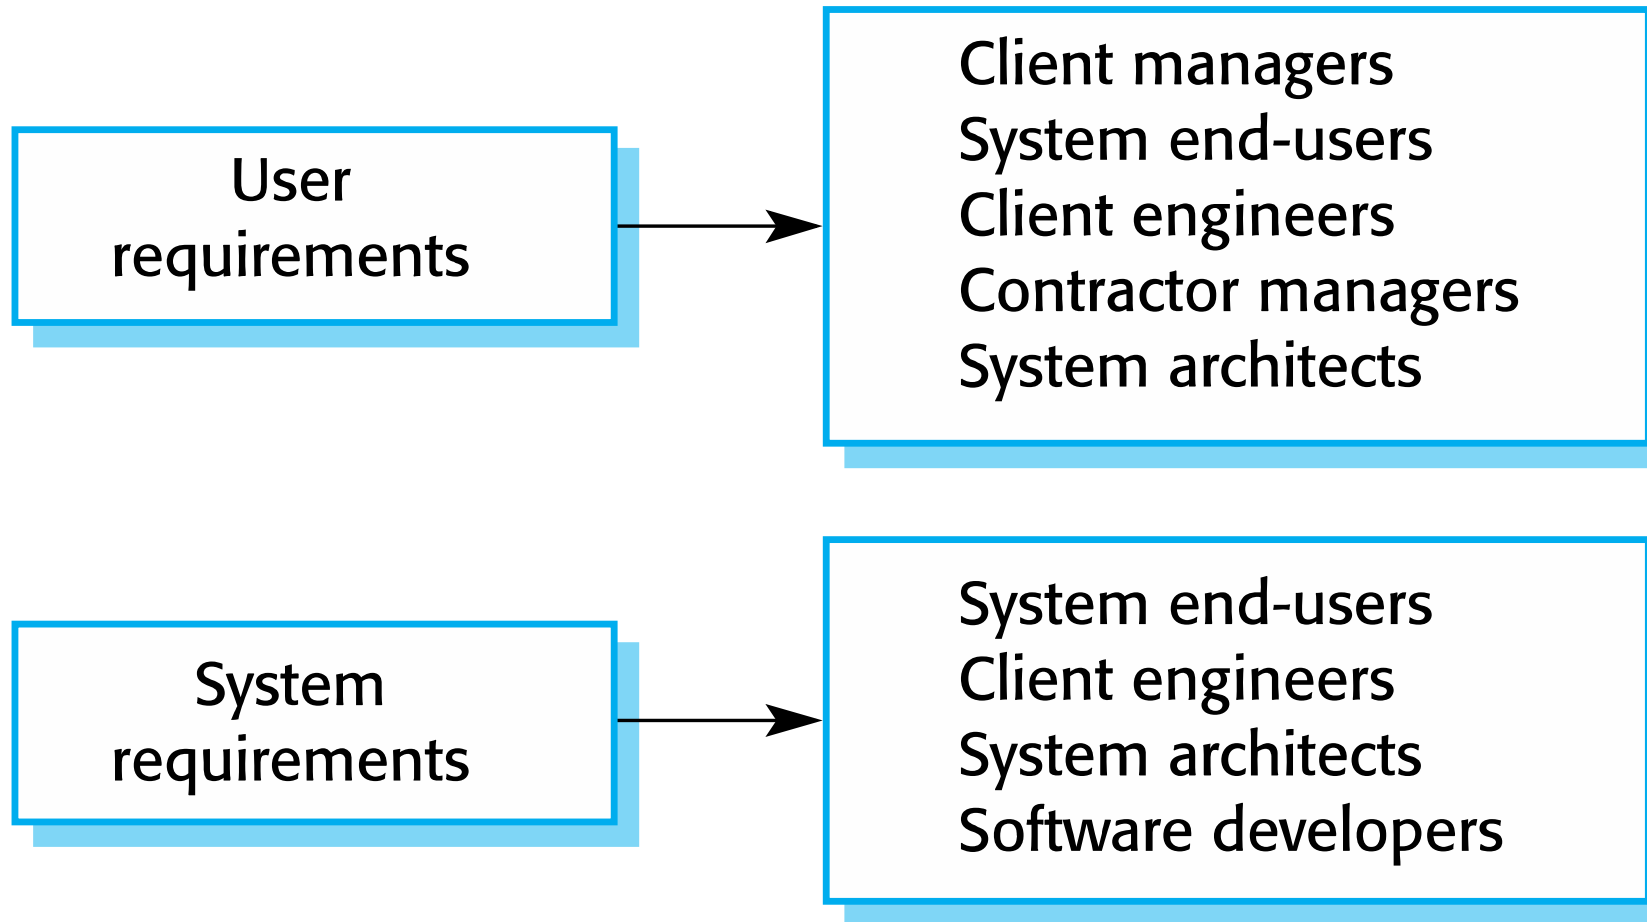 User
requirements
Client managers
System end-users
Client engineers
Contractor managers
System architects
System
requirements
System end-users
Client engineers
System architects
Software developers